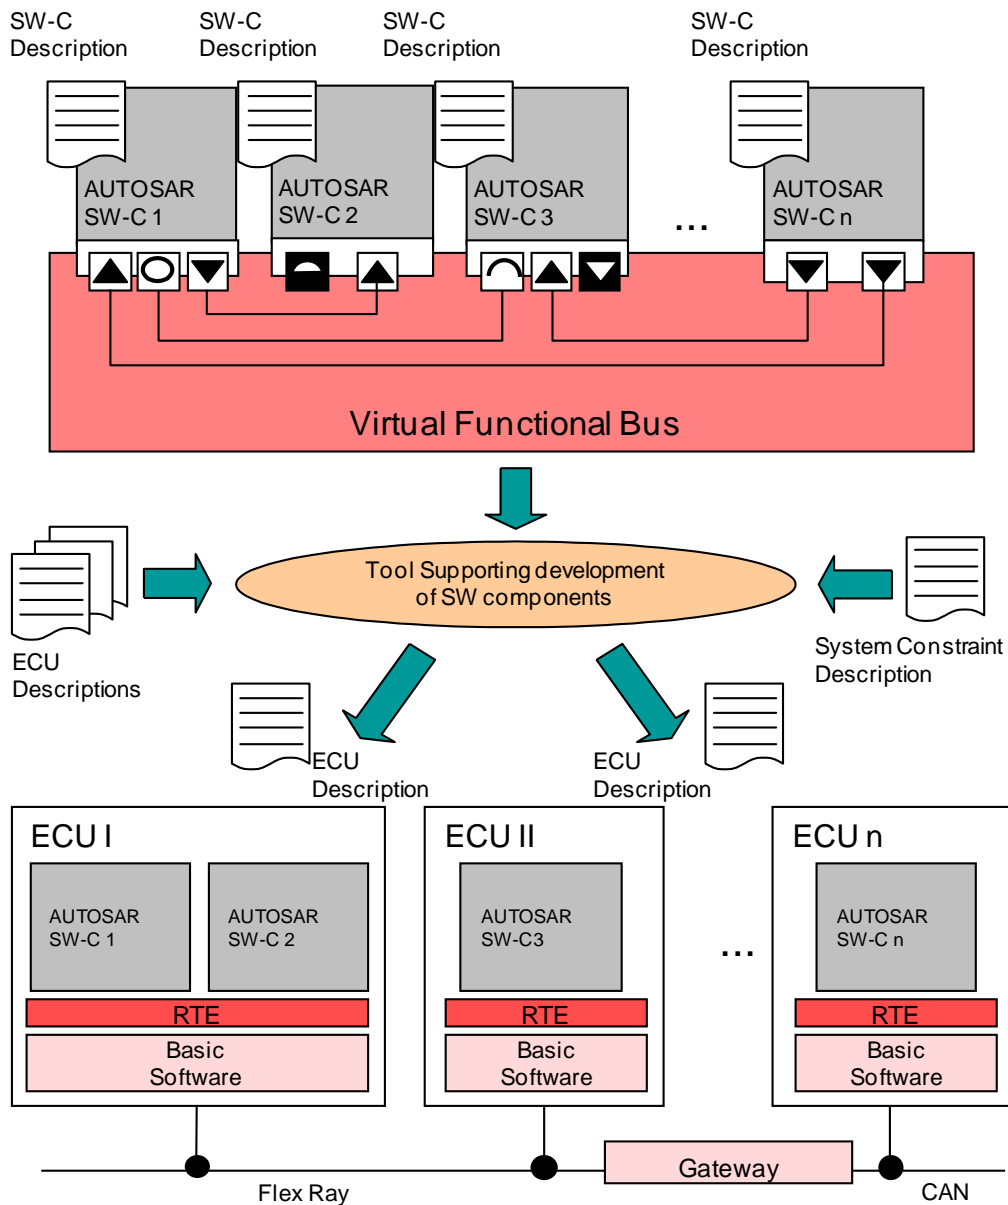 SW-C
Description
SW-C
Description
SW-C
Description
SW-C
Description
AUTOSAR
SW-C 1
AUTOSAR
SW-C 2
AUTOSAR
SW-C 3
...
AUTOSAR
SW-C n
Virtual Functional Bus
Tool Supporting development
of SW components
ECU
Descriptions
System Constraint
Description
ECU
Description
ECU
Description
ECU I
AUTOSAR
SW-C 1
AUTOSAR
SW-C 2
RTE
Basic
Software
ECU II
AUTOSAR
SW-C3
RTE
Basic
Software
...
ECU n
AUTOSAR
SW-C n
RTE
Basic
Software
Gateway
Flex Ray
CAN